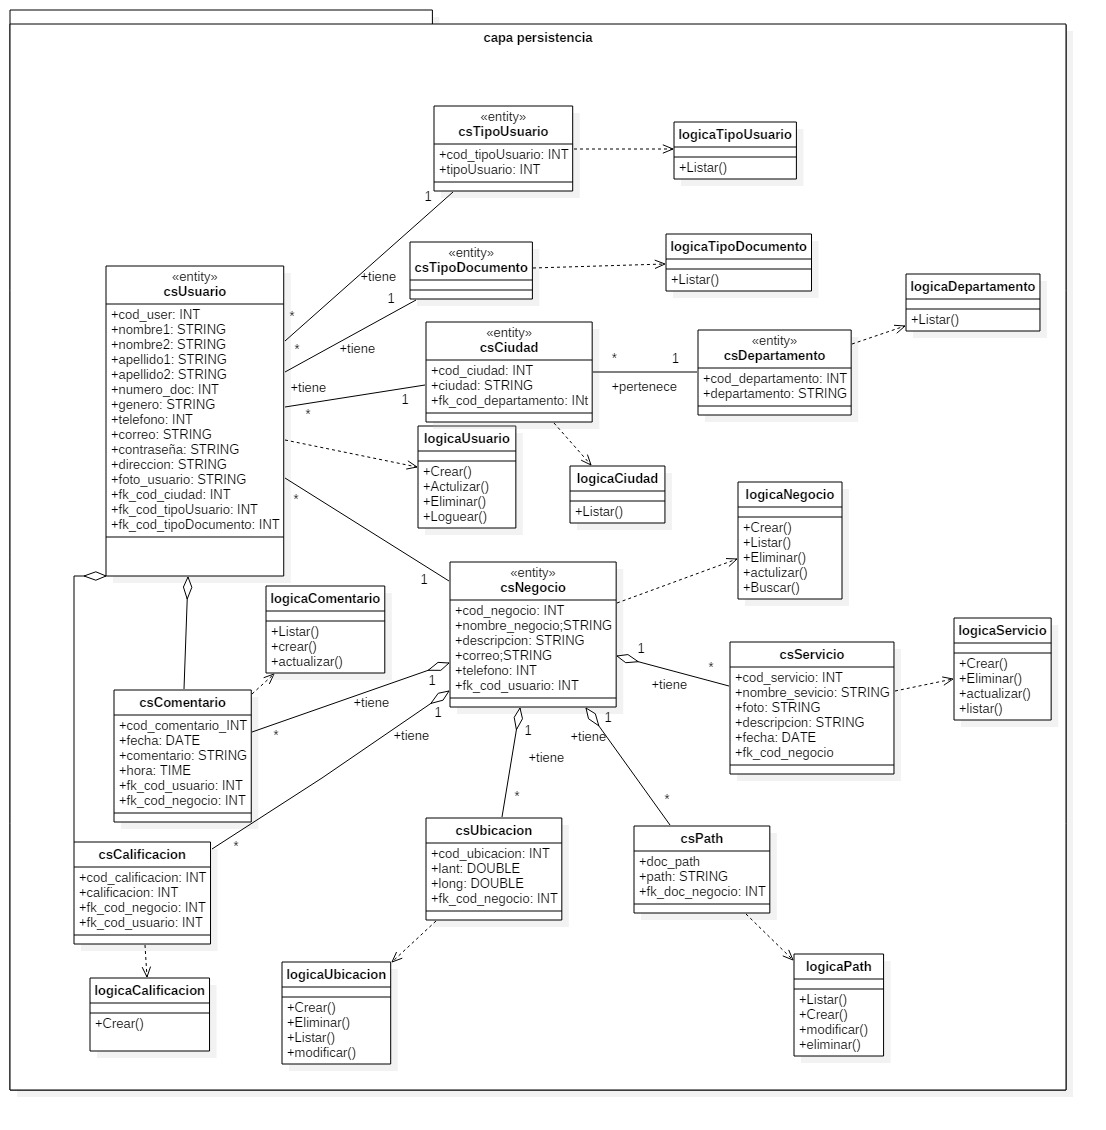 capa persistencia
«entity»
csTipoUsuario
+cod_tipoUsuario: INT
+tipoUsuario: INT
logicaTipoUsuario
+Listar()
1
+tiene
*
«entity»
csTipoDocumento
logicaTipoDocumento
+Listar()
1
+tiene
*
«entity»
csUsuario
+cod_user: INT
+nombre1: STRING
+nombre2: STRING
+apellido1: STRING
+apellido2: STRING
+numero_doc: INT
+genero: STRING
+telefono: INT
+correo: STRING
+contraseña: STRING
+direccion: STRING
+foto_usuario: STRING
+fk_cod_ciudad: INT
+fk_cod_tipoUsuario: INT
+fk_cod_tipoDocumento: INT
+tiene
*
1
«entity»
csCiudad
+cod_ciudad: INT
+ciudad: STRING
+fk_cod_departamento: INt
*
1
+pertenece
«entity»
csDepartamento
+cod_departamento: INT
+departamento: STRING
logicaDepartamento
+Listar()
logicaUsuario
+Crear()
+Actulizar()
+Eliminar()
+Loguear()
logicaCiudad
+Listar()
*
1
«entity»
csNegocio
+cod_negocio: INT
+nombre_negocio;STRING
+descripcion: STRING
+correo;STRING
+telefono: INT
+fk_cod_usuario: INT
logicaNegocio
+Crear()
+Listar()
+Eliminar()
+actulizar()
+Buscar()
logicaComentario
+Listar()
+crear()
+actualizar()
1
*
+tiene
csServicio
+cod_servicio: INT
+nombre_sevicio: STRING
+foto: STRING
+descripcion: STRING
+fecha: DATE
+fk_cod_negocio
logicaServicio
+Crear()
+Eliminar()
+actualizar()
+listar()
csComentario
+cod_comentario_INT
+fecha: DATE
+comentario: STRING
+hora: TIME
+fk_cod_usuario: INT
+fk_cod_negocio: INT
1
+tiene
*
1
+tiene
*
1
+tiene
*
1
+tiene
*
csCalificacion
+cod_calificacion: INT
+calificacion: INT
+fk_cod_negocio: INT
+fk_cod_usuario: INT
csUbicacion
+cod_ubicacion: INT
+lant: DOUBLE
+long: DOUBLE
+fk_cod_negocio: INT
csPath
+doc_path
+path: STRING
+fk_doc_negocio: INT
logicaCalificacion
+Crear()
logicaUbicacion
+Crear()
+Eliminar()
+Listar()
+modificar()
logicaPath
+Listar()
+Crear()
+modificar()
+eliminar()